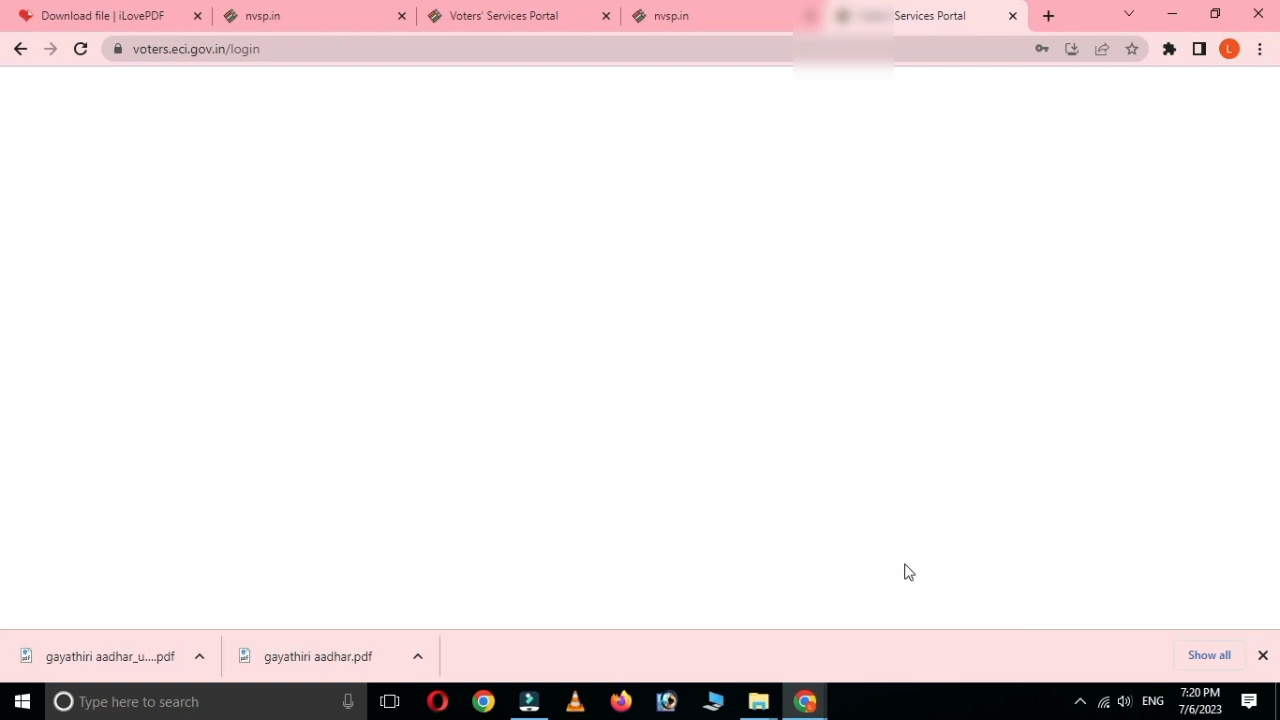 Download file | iLovePDF
nvsp.in
Voters' Services Portal
nvsp.in
Services Portal
voters.eci.gov.in/login
L
gayathiri aadhar_u....pdf
gayathiri aadhar.pdf
Show all
Type here to search
ENG
7:20 PM
7/6/2023